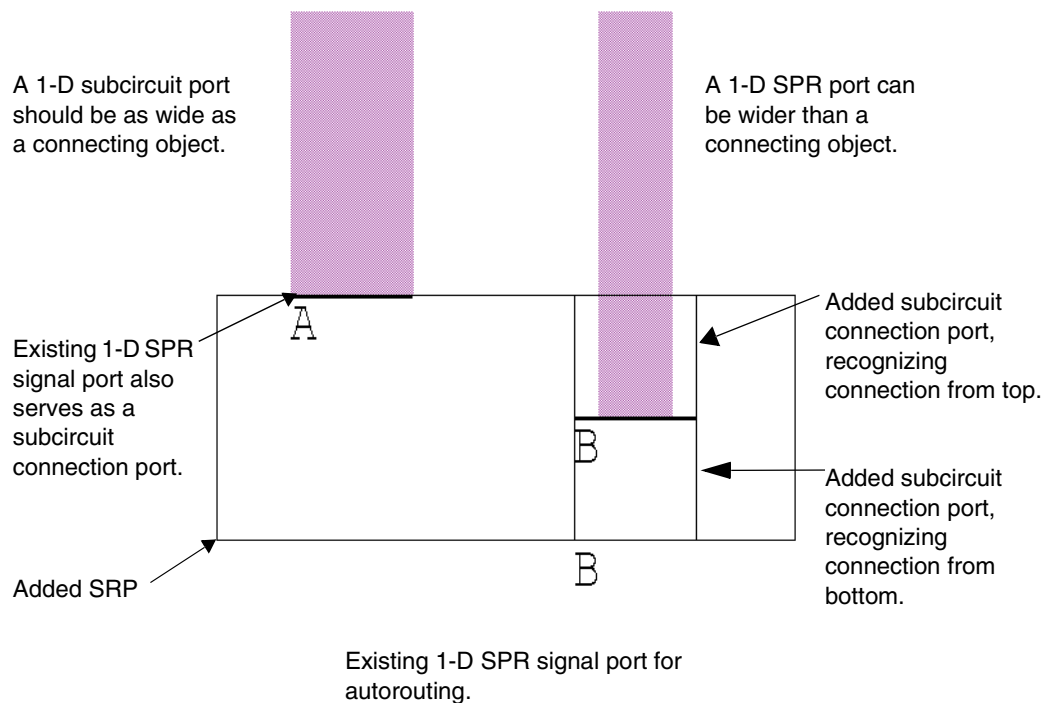 A 1-D subcircuit port
should be as wide as
a connecting object.
A 1-D SPR port can
be wider than a
connecting object.
A
Existing 1-D SPR
signal port also
serves as a
subcircuit
connection port.
Added subcircuit
connection port,
recognizing
connection from top.
B
Added subcircuit
connection port,
recognizing
connection from
bottom.
B
Added SRP
Existing 1-D SPR signal port for
autorouting.